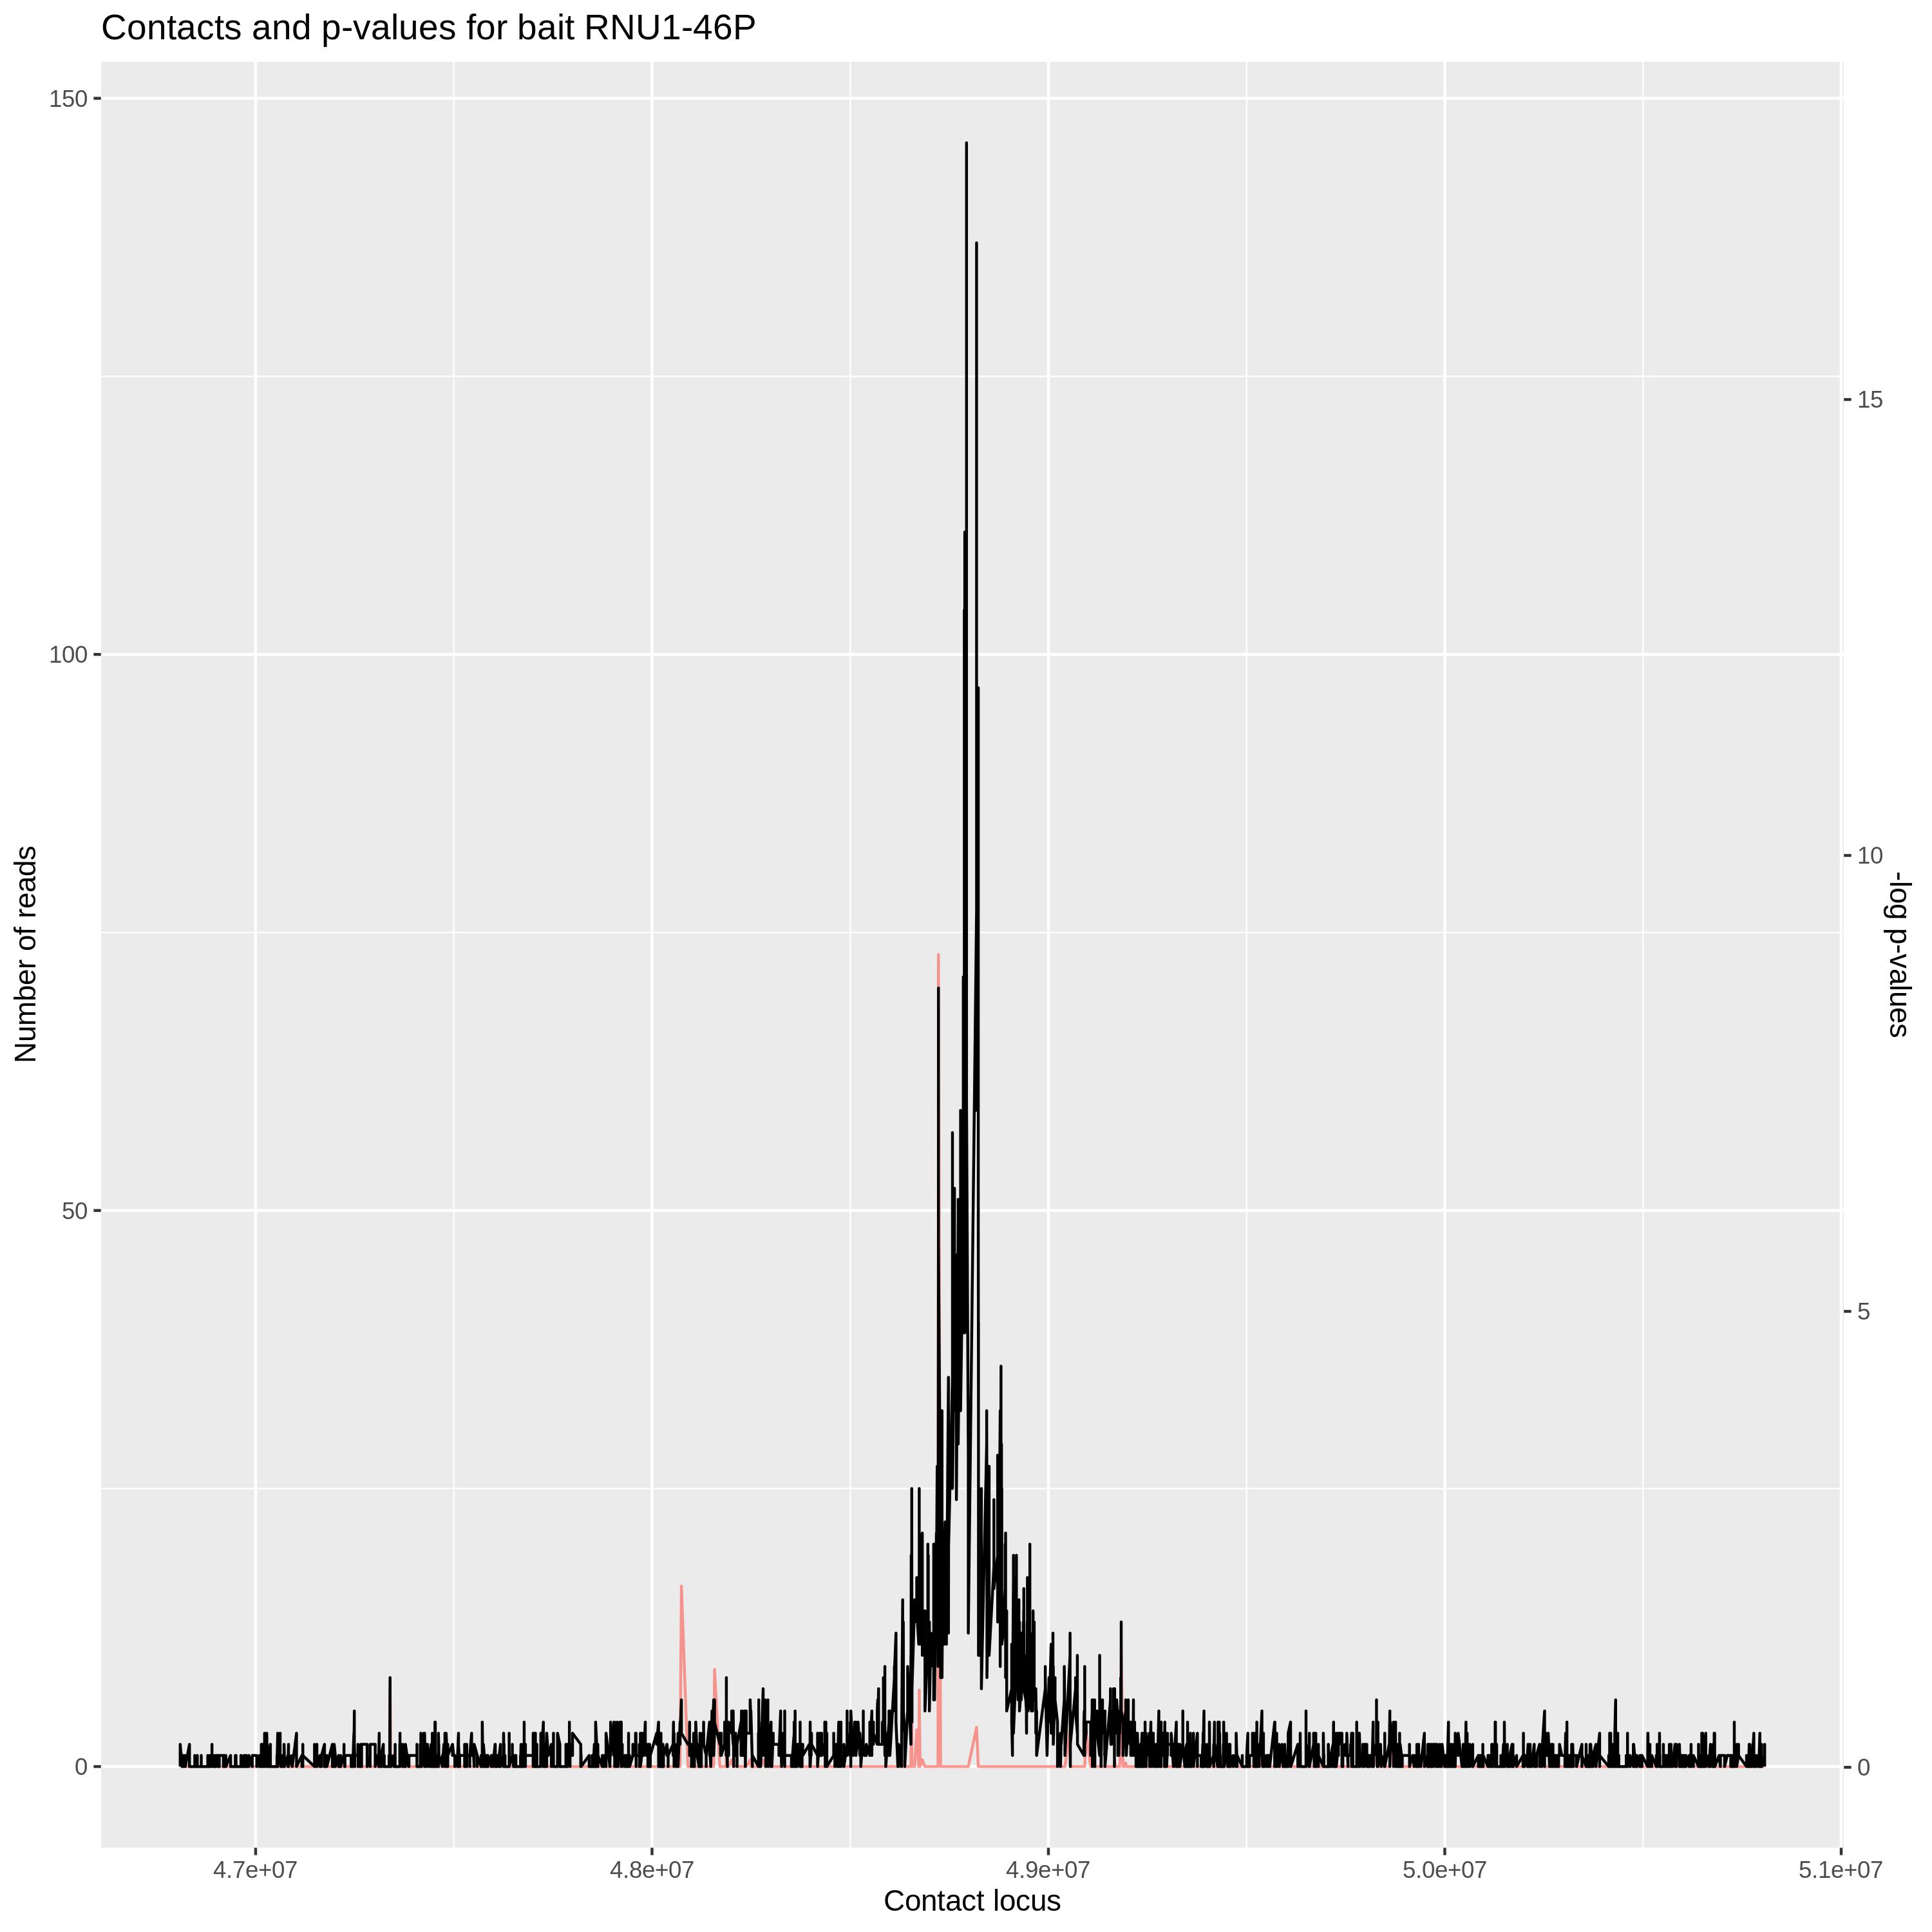 Contacts and p-values for bait RNU1-46P
150
100
50
0
Number of reads
15
10
5
0
-log p-values
4.7e+07
4.8e+07
4.9e+07
5.0e+07
5.1e+07
Contact locus